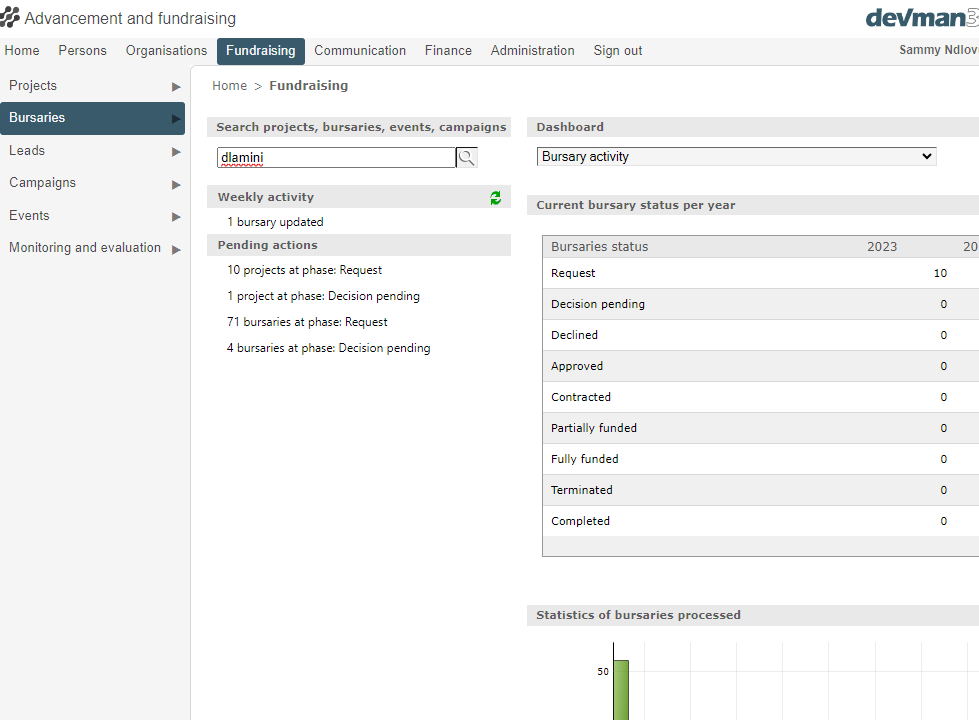 Advancement and fundraising
devman3
Home Persons Organisations Fundraising Communication Finance Administration Sign out
Sammy Ndlov
Projects
Bursaries
Leads
Campaigns
Events
Monitoring and evaluation
Home > Fundraising
Search projects, bursaries, events, campaigns
dlamini
Weekly activity
1 bursary updated
Pending actions
10 projects at phase: Request
1 project at phase: Decision pending
71 bursaries at phase: Request
4 bursaries at phase: Decision pending
Dashboard
Bursary activity
Current bursary status per year
Bursaries status 2023 20
Request 10
Decision pending 0
Declined 0
Approved 0
Contracted 0
Partially funded 0
Fully funded 0
Terminated 0
Completed 0
Statistics of bursaries processed
50